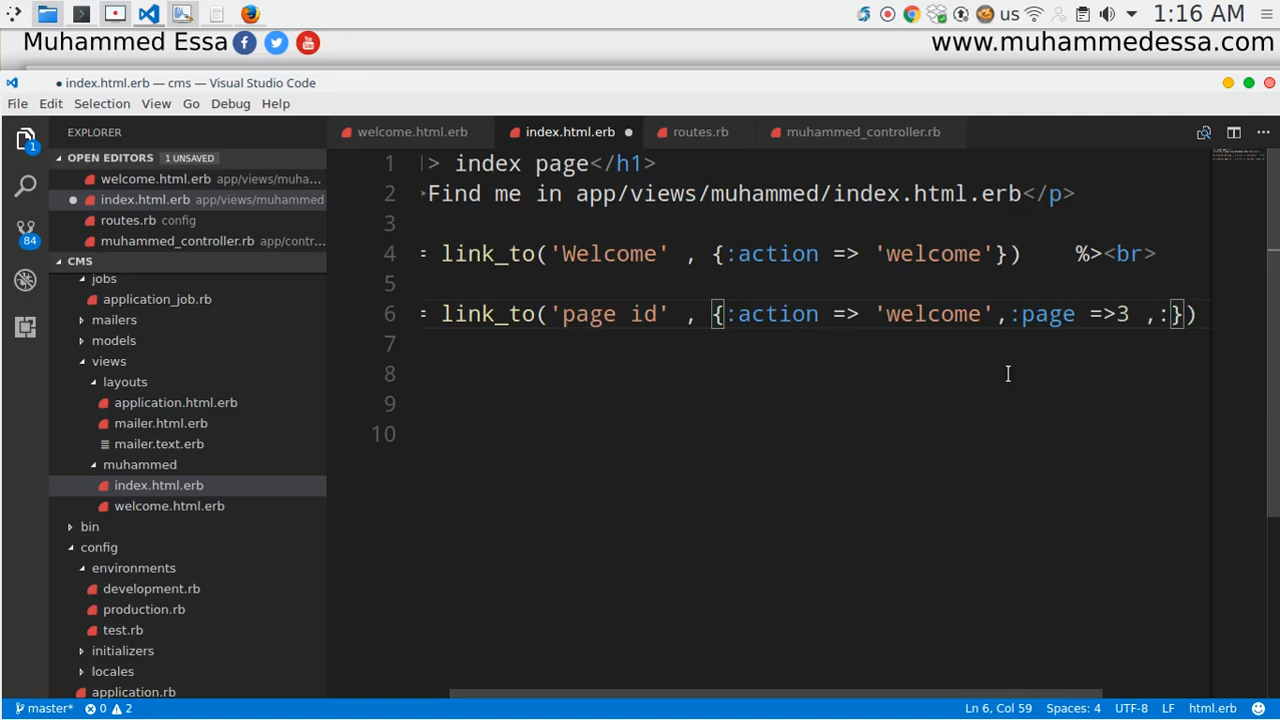 us 1:16 AM
Muhammed Essa www.muhammedessa.com
● index.html.erb — cms — Visual Studio Code
File Edit Selection View Go Debug Help
EXPLORER
welcome.html.erb index.html.erb ● routes.rb muhammed_controller.rb
OPEN EDITORS 1 UNSAVED
welcome.html.erb app/views/muha...
● index.html.erb app/views/muhammed
routes.rb config
muhammed_controller.rb app/contr...
CMS
jobs
application_job.rb
mailers
models
views
layouts
application.html.erb
mailer.html.erb
mailer.text.erb
muhammed
index.html.erb
welcome.html.erb
bin
config
environments
development.rb
production.rb
test.rb
initializers
locales
application.rb
1
84
1 > index page</h1>
2 >Find me in app/views/muhammed/index.html.erb</p>
3
4 = link_to('Welcome' , {:action => 'welcome'}) %><br>
5
6 = link_to('page id' , {:action => 'welcome',:page =>3 ,:})
7
8
9
10
master* 0 2 Ln 6, Col 59 Spaces: 4 UTF-8 LF html.erb